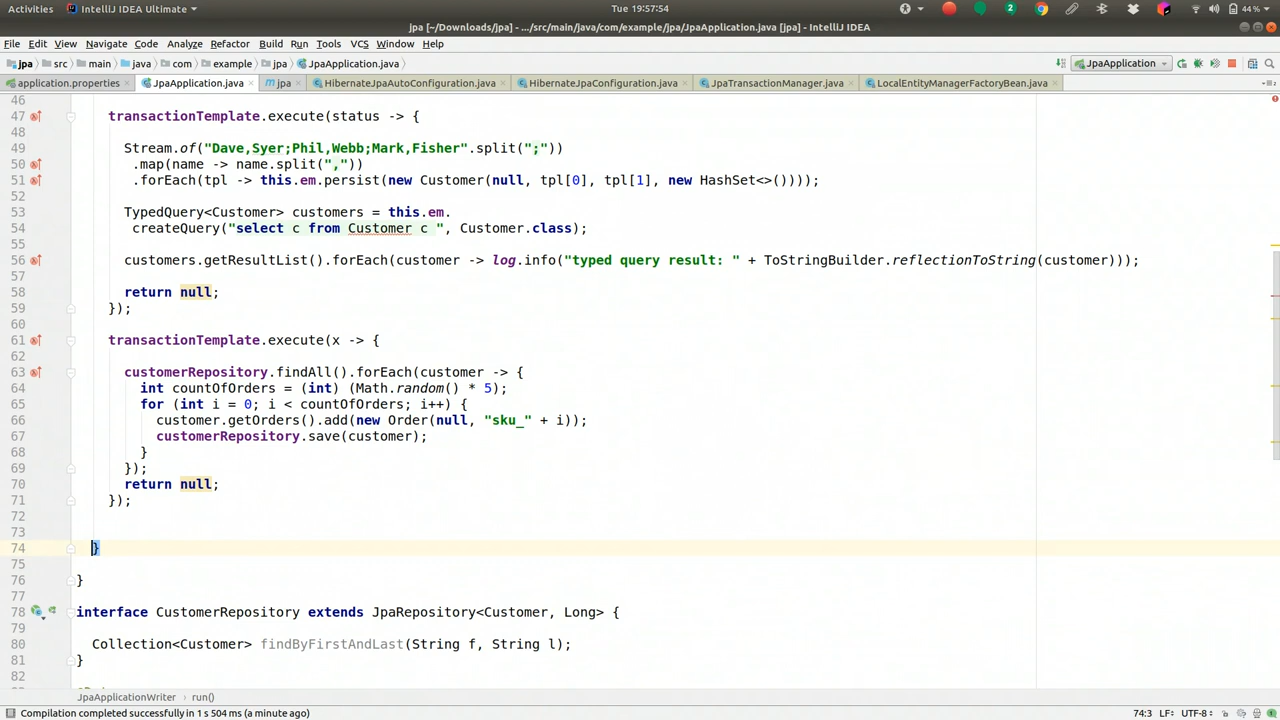 Activities IntelliJ IDEA Ultimate Tue 19:57:54 2 44 %
jpa [~/Downloads/jpa] - .../src/main/java/com/example/jpa/JpaApplication.java [jpa] - IntelliJ IDEA
File Edit View Navigate Code Analyze Refactor Build Run Tools VCS Window Help
jpa src main java com example jpa JpaApplication.java JpaApplication
application.properties JpaApplication.java jpa HibernateJpaAutoConfiguration.java HibernateJpaConfiguration.java JpaTransactionManager.java LocalEntityManagerFactoryBean.java
46
47 transactionTemplate.execute(status -> {
48
49 Stream.of("Dave,Syer;Phil,Webb;Mark,Fisher".split(";"))
50 .map(name -> name.split(","))
51 .forEach(tpl -> this.em.persist(new Customer(null, tpl[0], tpl[1], new HashSet<>())));
52
53 TypedQuery<Customer> customers = this.em.
54 createQuery("select c from Customer c ", Customer.class);
55
56 customers.getResultList().forEach(customer -> log.info("typed query result: " + ToStringBuilder.reflectionToString(customer)));
57
58 return null;
59 });
60
61 transactionTemplate.execute(x -> {
62
63 customerRepository.findAll().forEach(customer -> {
64 int countOfOrders = (int) (Math.random() * 5);
65 for (int i = 0; i < countOfOrders; i++) {
66 customer.getOrders().add(new Order(null, "sku_" + i));
67 customerRepository.save(customer);
68 }
69 });
70 return null;
71 });
72
73
74 }
75
76 }
77
78 interface CustomerRepository extends JpaRepository<Customer, Long> {
79
80 Collection<Customer> findByFirstAndLast(String f, String l);
81 }
82
JpaApplicationWriter run()
Compilation completed successfully in 1 s 504 ms (a minute ago) 74:3 LF÷ UTF-8÷